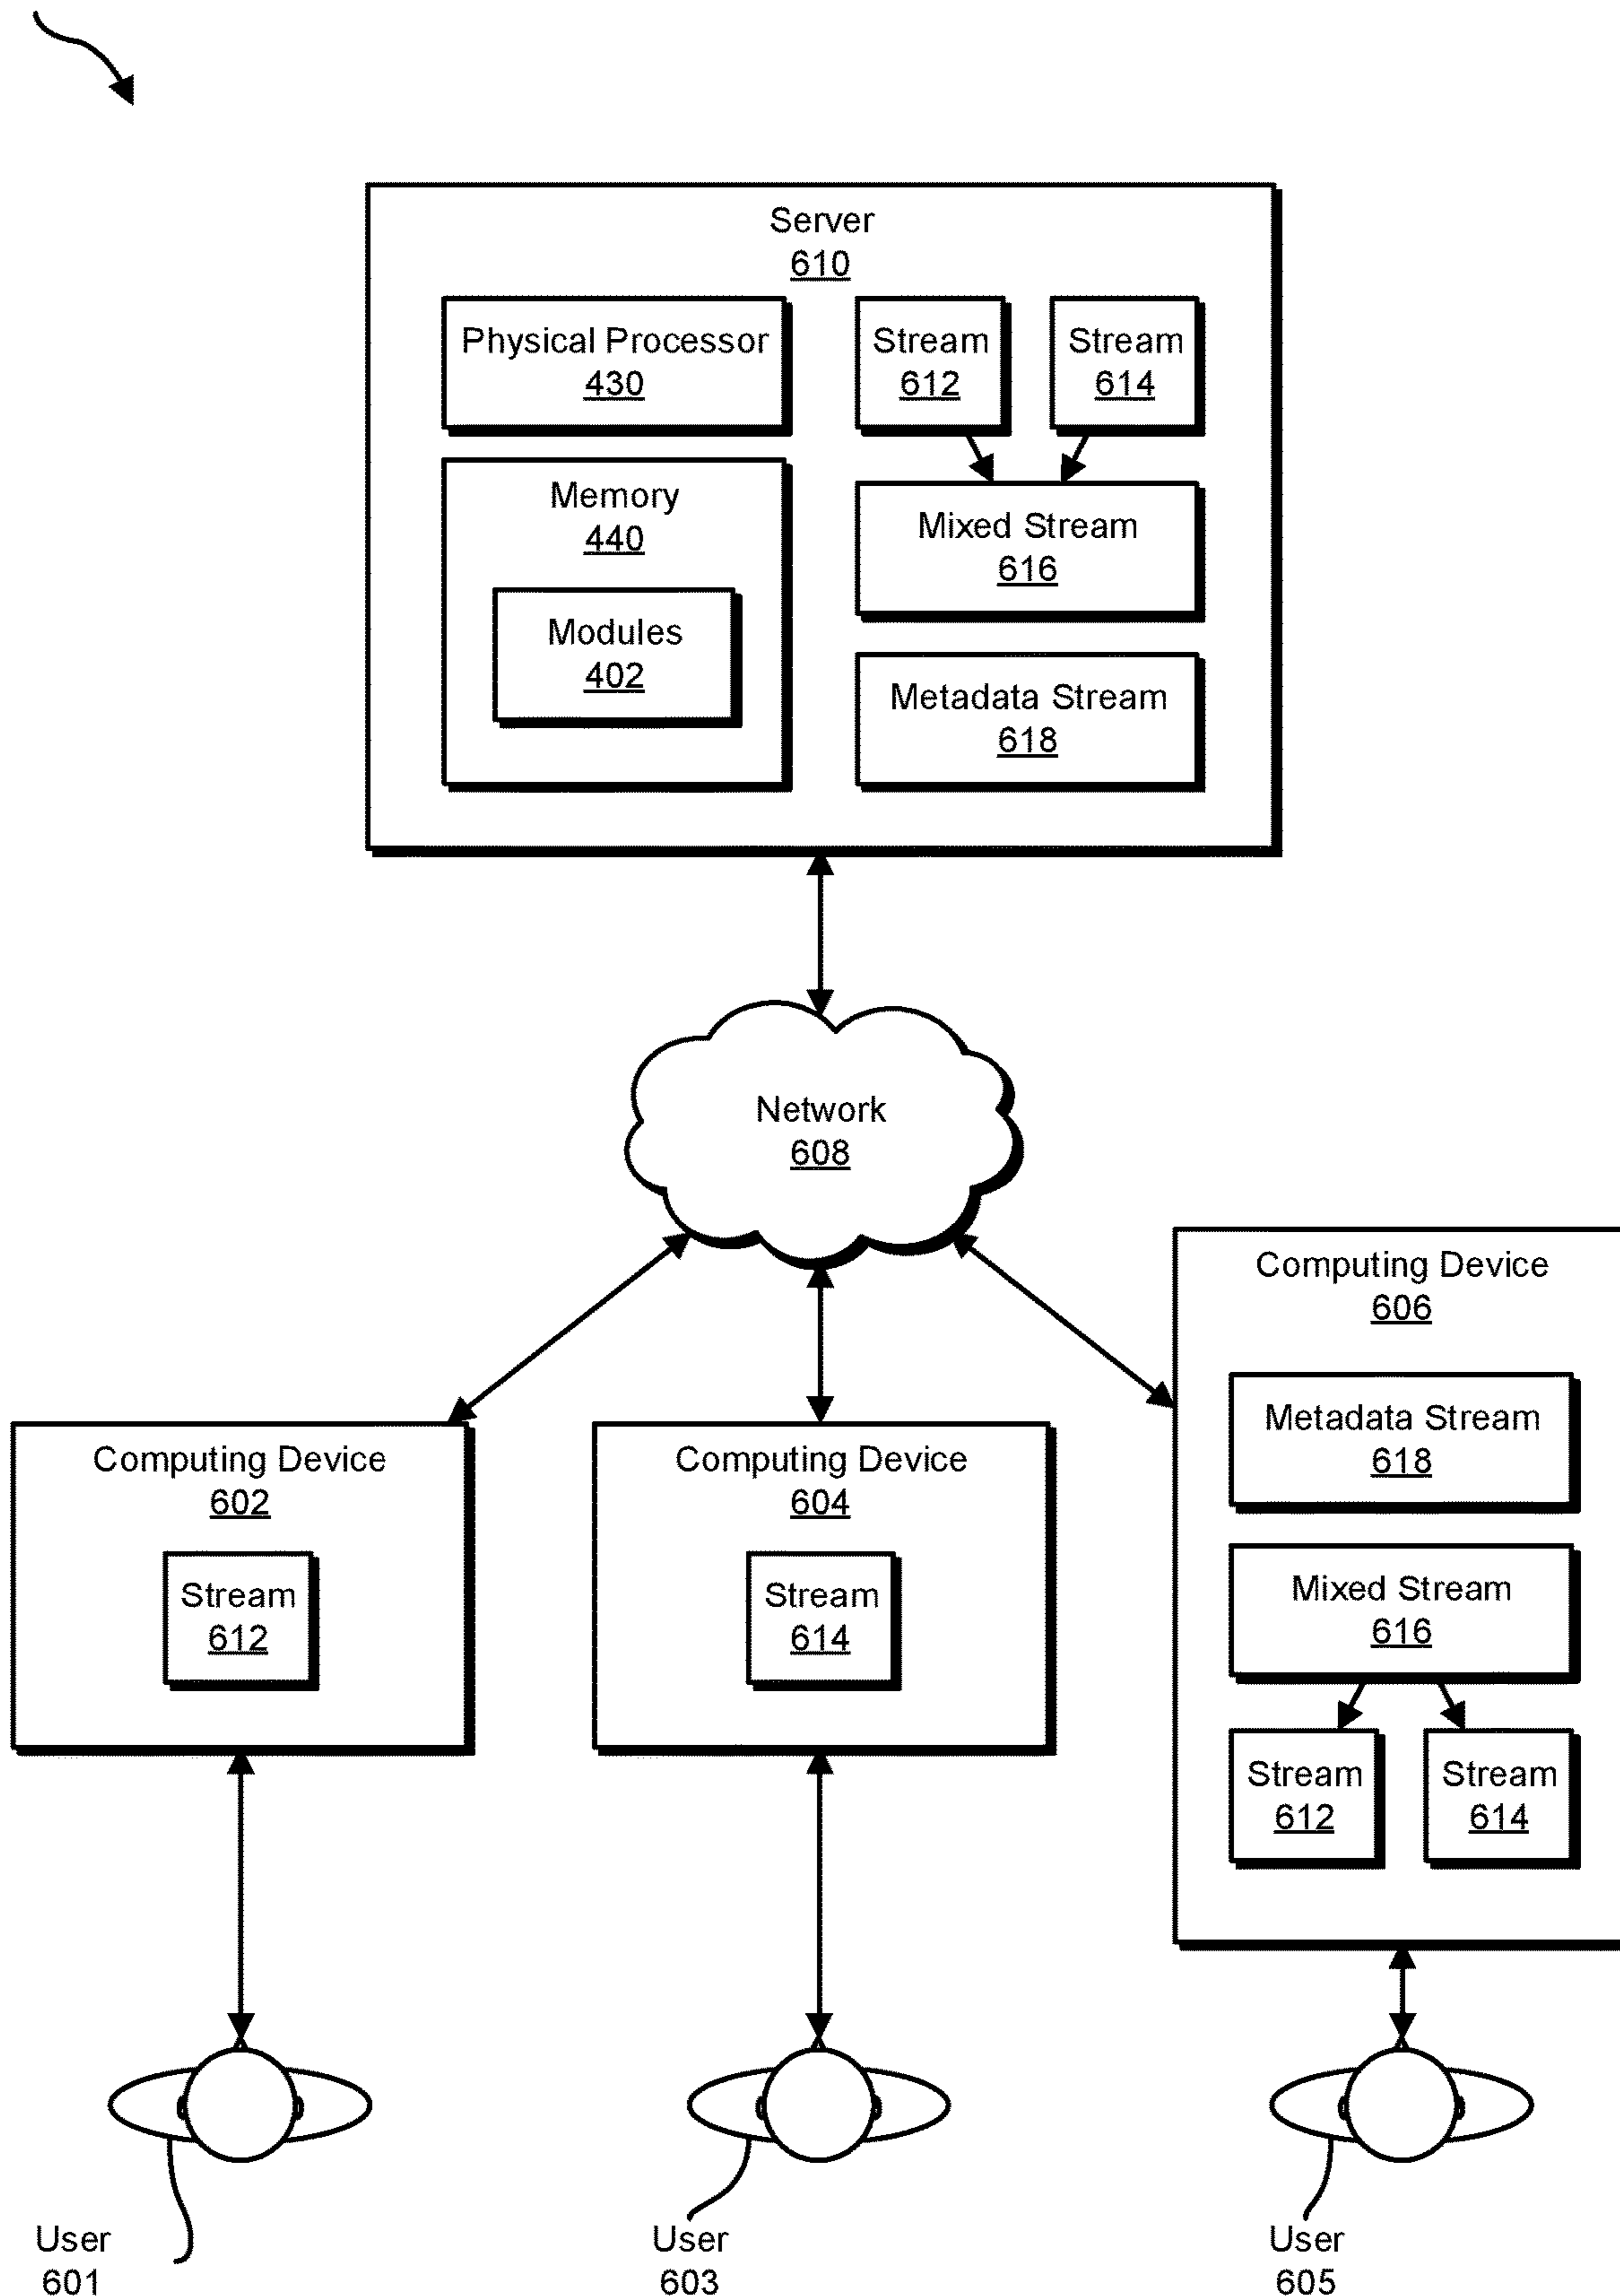 Server
610
Physical Processor
430
Stream
612
Stream
614
Memory
440
Mixed Stream
616
Modules
402
Metadata Stream
618
Network
608
Computing Device
606
Metadata Stream
618
Mixed Stream
616
Stream
612
Stream
614
Computing Device
602
Stream
612
Computing Device
604
Stream
614
User
601
User
603
User
605